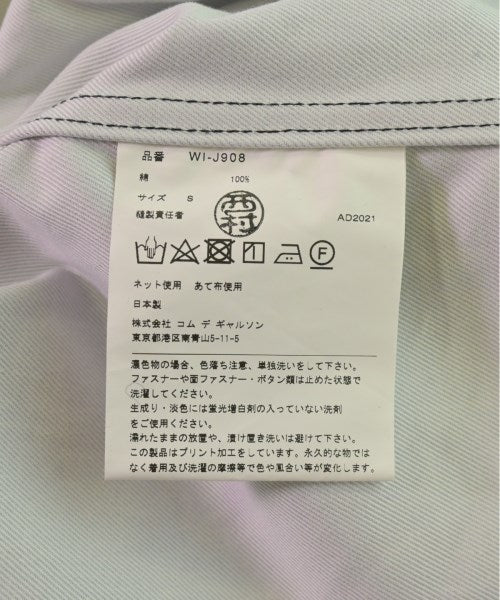 品番 WI-J908
綿 100%
サイズ S
縫製責任者 西村 AD2021
F
ネット使用 あて布使用
日本製
株式会社 コム デ ギャルソン
東京都港区南青山5-11-5
濃色物の場合、色落ち注意、単独洗いをして下さい。
ファスナーや面ファスナー・ボタン類は止めた状態で
洗濯してください。
生成り・淡色には蛍光増白剤の入っていない洗剤
をご使用ください。
濡れたままの放置や、漬け置き洗いは避けて下さい。
この製品はプリント加工をしています。永久的な物では
なく着用及び洗濯の摩擦等で色や風合い等が変化します。